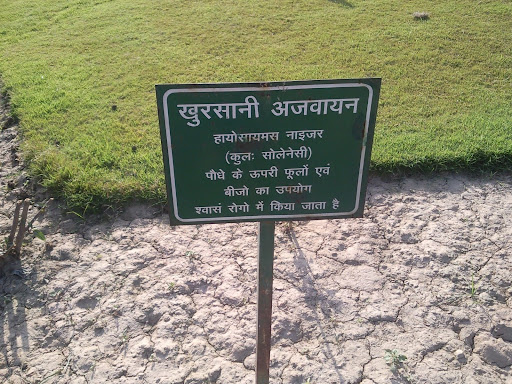 खुरसानी अजवायन
हायोसायमस नाइजर
(कुलः सोलेनेसी)
पौधे के ऊपरी फूलों एवं
बीजो का उपयोग
श्वासं रोगो में किया जाता है